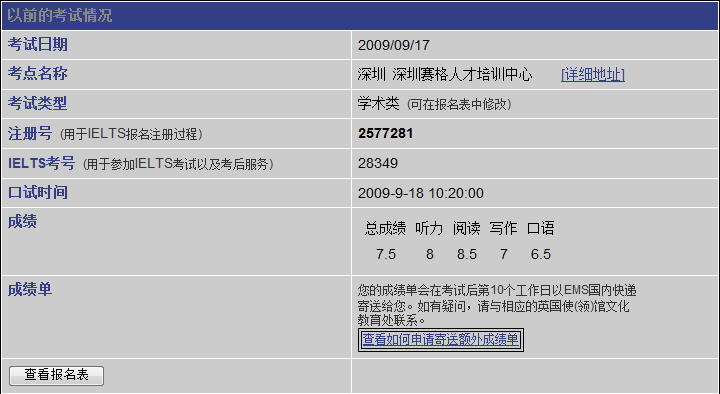 以前的考试情况
考试日期 2009/09/17
考点名称 深圳 深圳赛格人才培训中心 [详细地址]
考试类型 学术类 (可在报名表中修改)
注册号 (用于IELTS报名注册过程) 2577281
IELTS考号 (用于参加IELTS考试以及考后服务) 28349
口试时间 2009-9-18 10:20:00
成绩 总成绩 听力 阅读 写作 口语
7.5 8 8.5 7 6.5
成绩单 您的成绩单会在考试后第10个工作日以EMS国内快递
寄送给您。如有疑问，请与相应的英国使(领)馆文化
教育处联系。
查看如何申请寄送额外成绩单
查看报名表